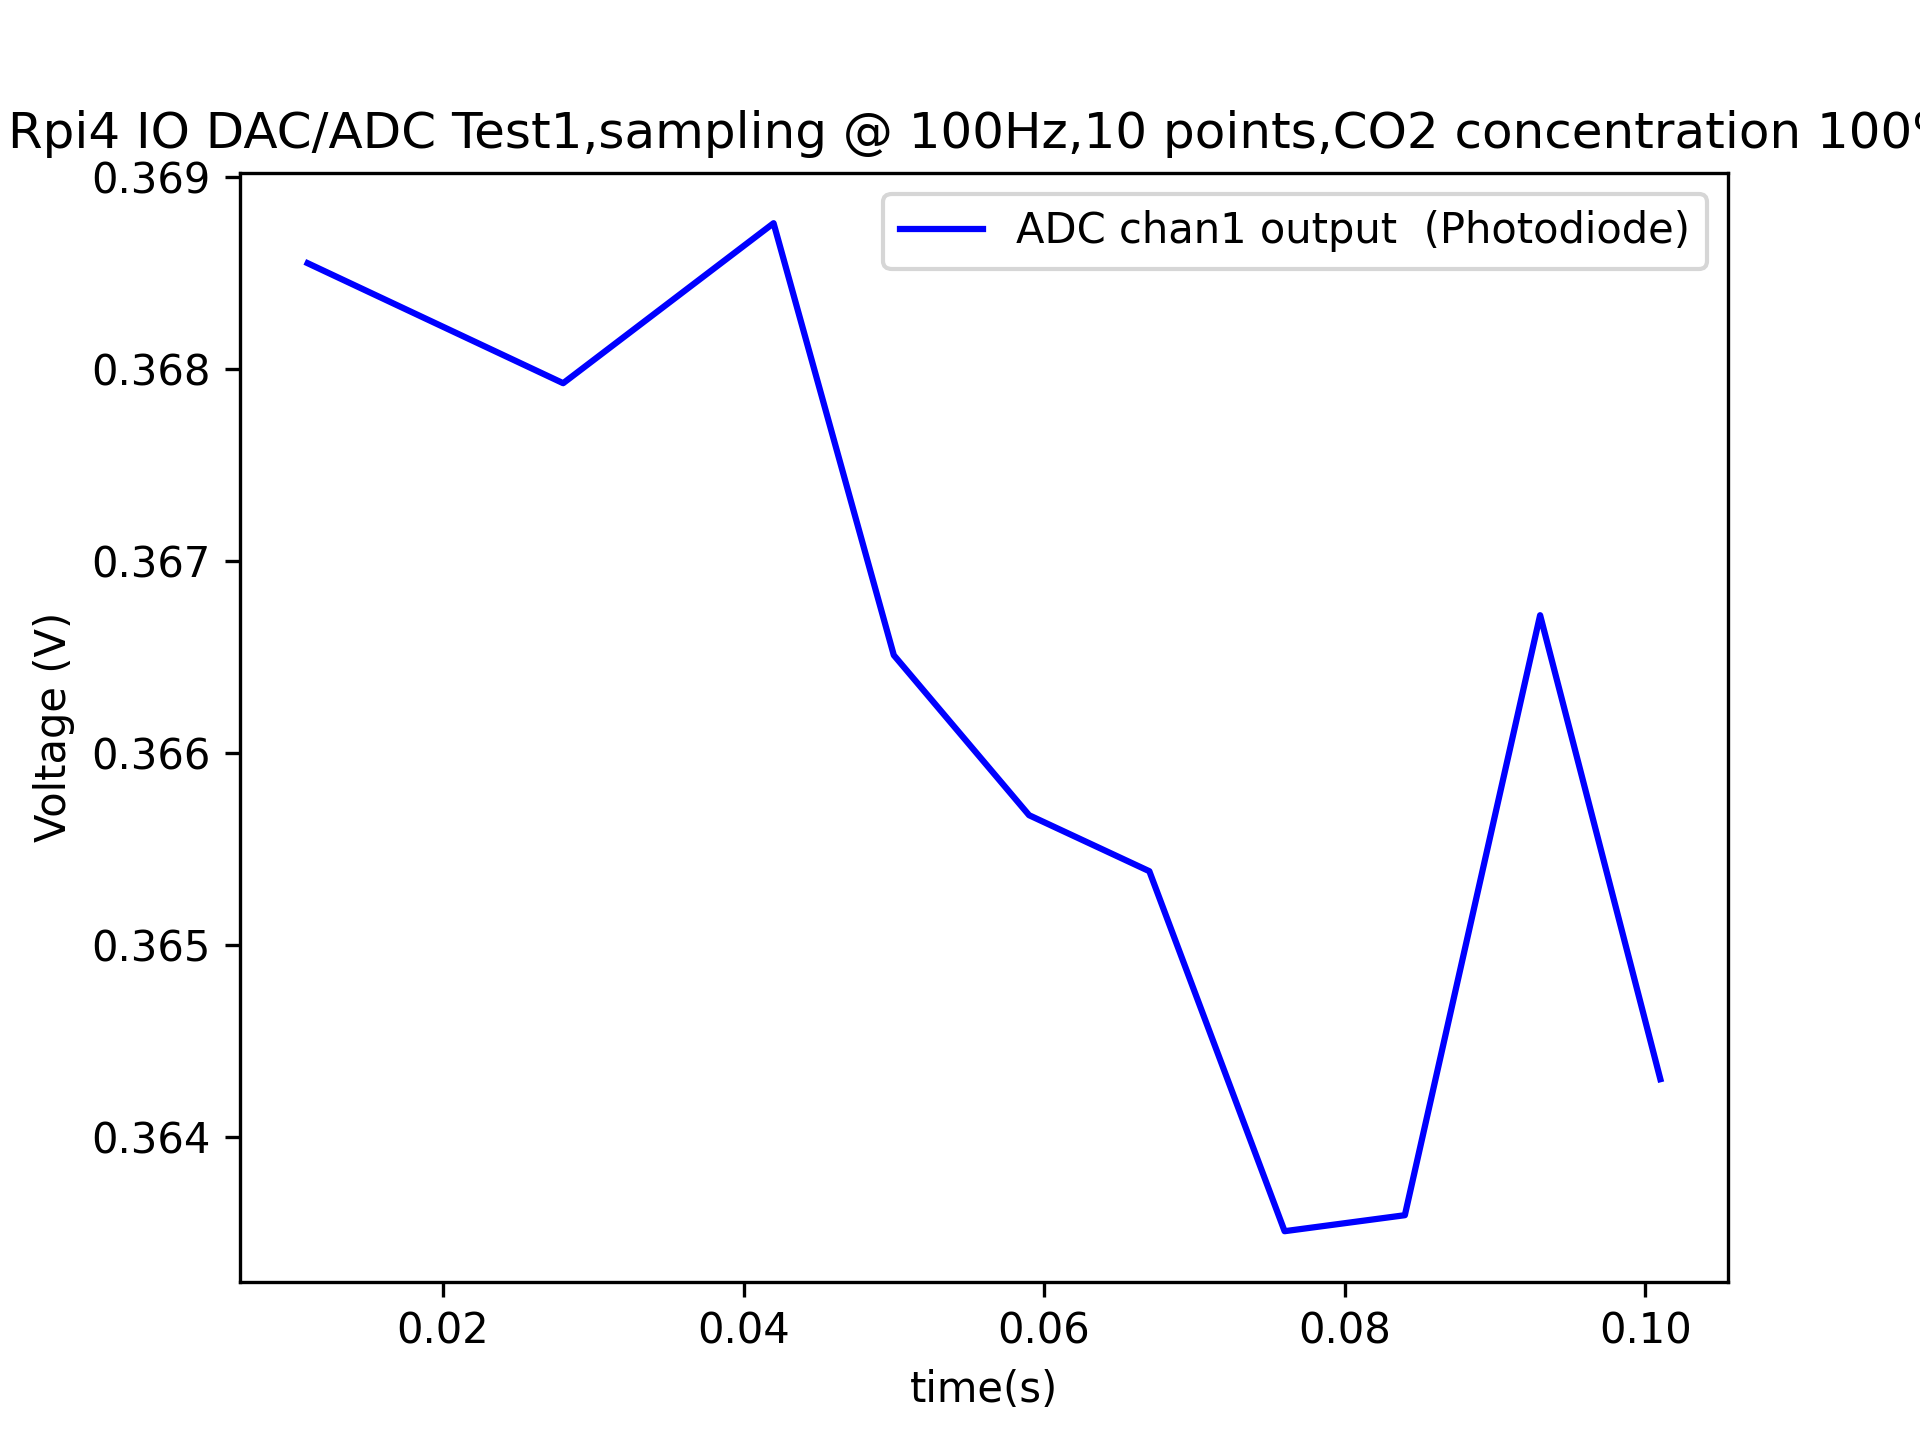 Rpi4 IO DAC/ADC Test1,sampling @ 100Hz,10 points,CO2 concentration 100%
ADC chan1 output (Photodiode)
0.369
0.368
0.367
0.366
0.365
0.364
Voltage (V)
0.02 0.04 0.06 0.08 0.10
time(s)